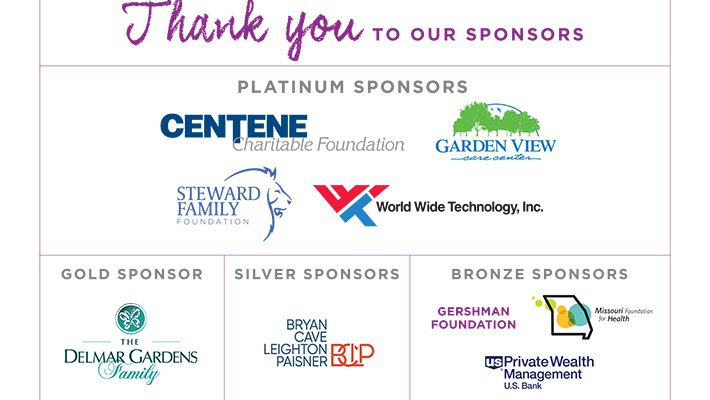 Thank you TO OUR SPONSORS
PLATINUM SPONSORS
CENTENE
Charitable Foundation
GARDEN VIEW
care center
STEWARD
FAMILY
FOUNDATION
World Wide Technology, Inc.
GOLD SPONSOR
THE
DELMAR GARDENS
Family
SILVER SPONSORS
BRYAN
CAVE
LEIGHTON
PAISNER
BCLP
BRONZE SPONSORS
GERSHMAN
FOUNDATION
Missouri Foundation
for Health
us Private Wealth
Management
U.S. Bank